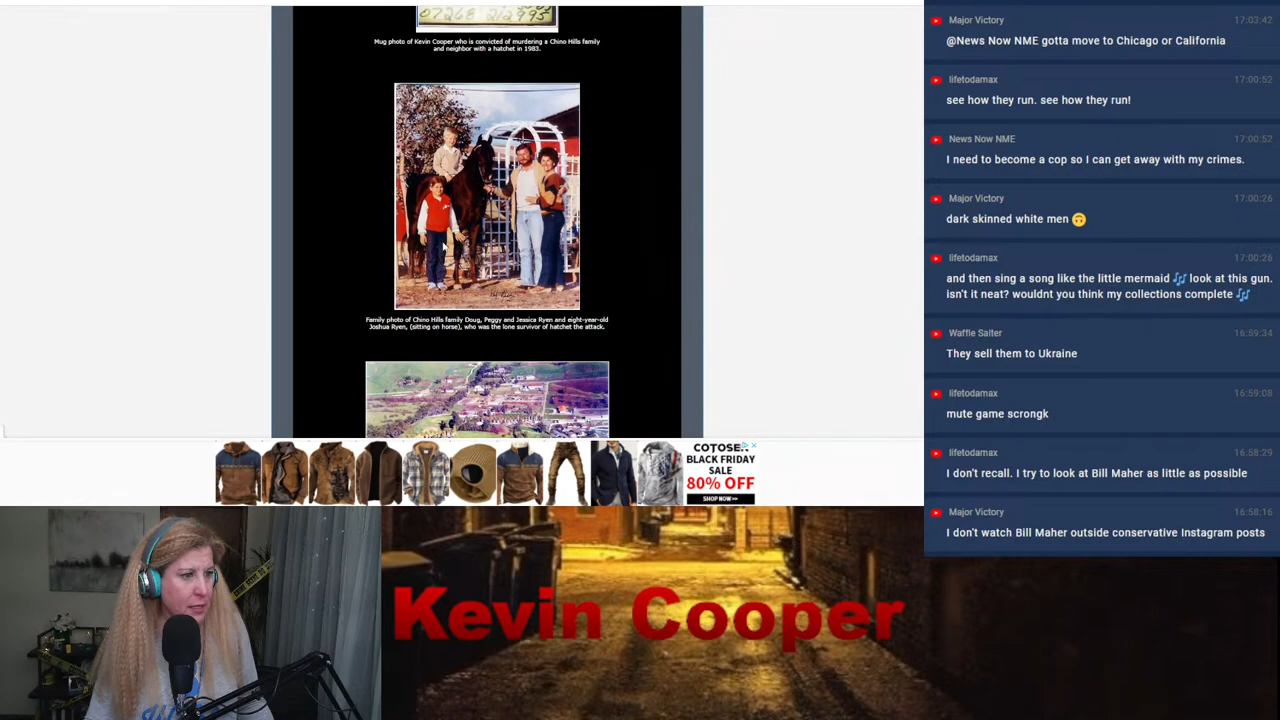 07268 212995
Mug photo of Kevin Cooper who is convicted of murdering a Chino Hills family
and neighbor with a hatchet in 1983.
Family photo of Chino Hills family Doug, Peggy and Jessica Ryen and eight-year-old
Joshua Ryen, (sitting on horse), who was the lone survivor of hatchet the attack.
COTOSEN
BLACK FRIDAY
SALE
80% OFF
SHOP NOW >>
Kevin Cooper
Major Victory 17:03:42
@News Now NME gotta move to Chicago or California
lifetodamax 17:00:52
see how they run. see how they run!
News Now NME 17:00:52
I need to become a cop so I can get away with my crimes.
Major Victory 17:00:26
dark skinned white men 🙃
lifetodamax 17:00:26
and then sing a song like the little mermaid 🎶 look at this gun.
isn't it neat? wouldnt you think my collections complete 🎶
Waffle Salter 16:59:34
They sell them to Ukraine
lifetodamax 16:59:08
mute game scrongk
lifetodamax 16:58:29
I don't recall. I try to look at Bill Maher as little as possible
Major Victory 16:58:16
I don't watch Bill Maher outside conservative Instagram posts